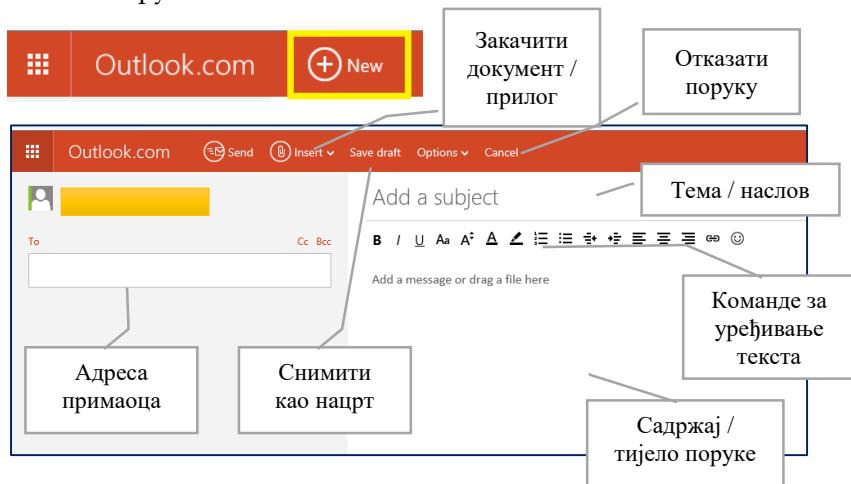 Outlook.com
New
Закачити
документ /
прилог
Отказати
поруку
Outlook.com Send Insert Save draft Options Cancel
Add a subject
Тема / наслов
To Cc Bcc
B I U Aa A A
Add a message or drag a file here
Команде за
уређивање
текста
Адреса
примаоца
Снимити
као нацрт
Садржај /
тијело поруке